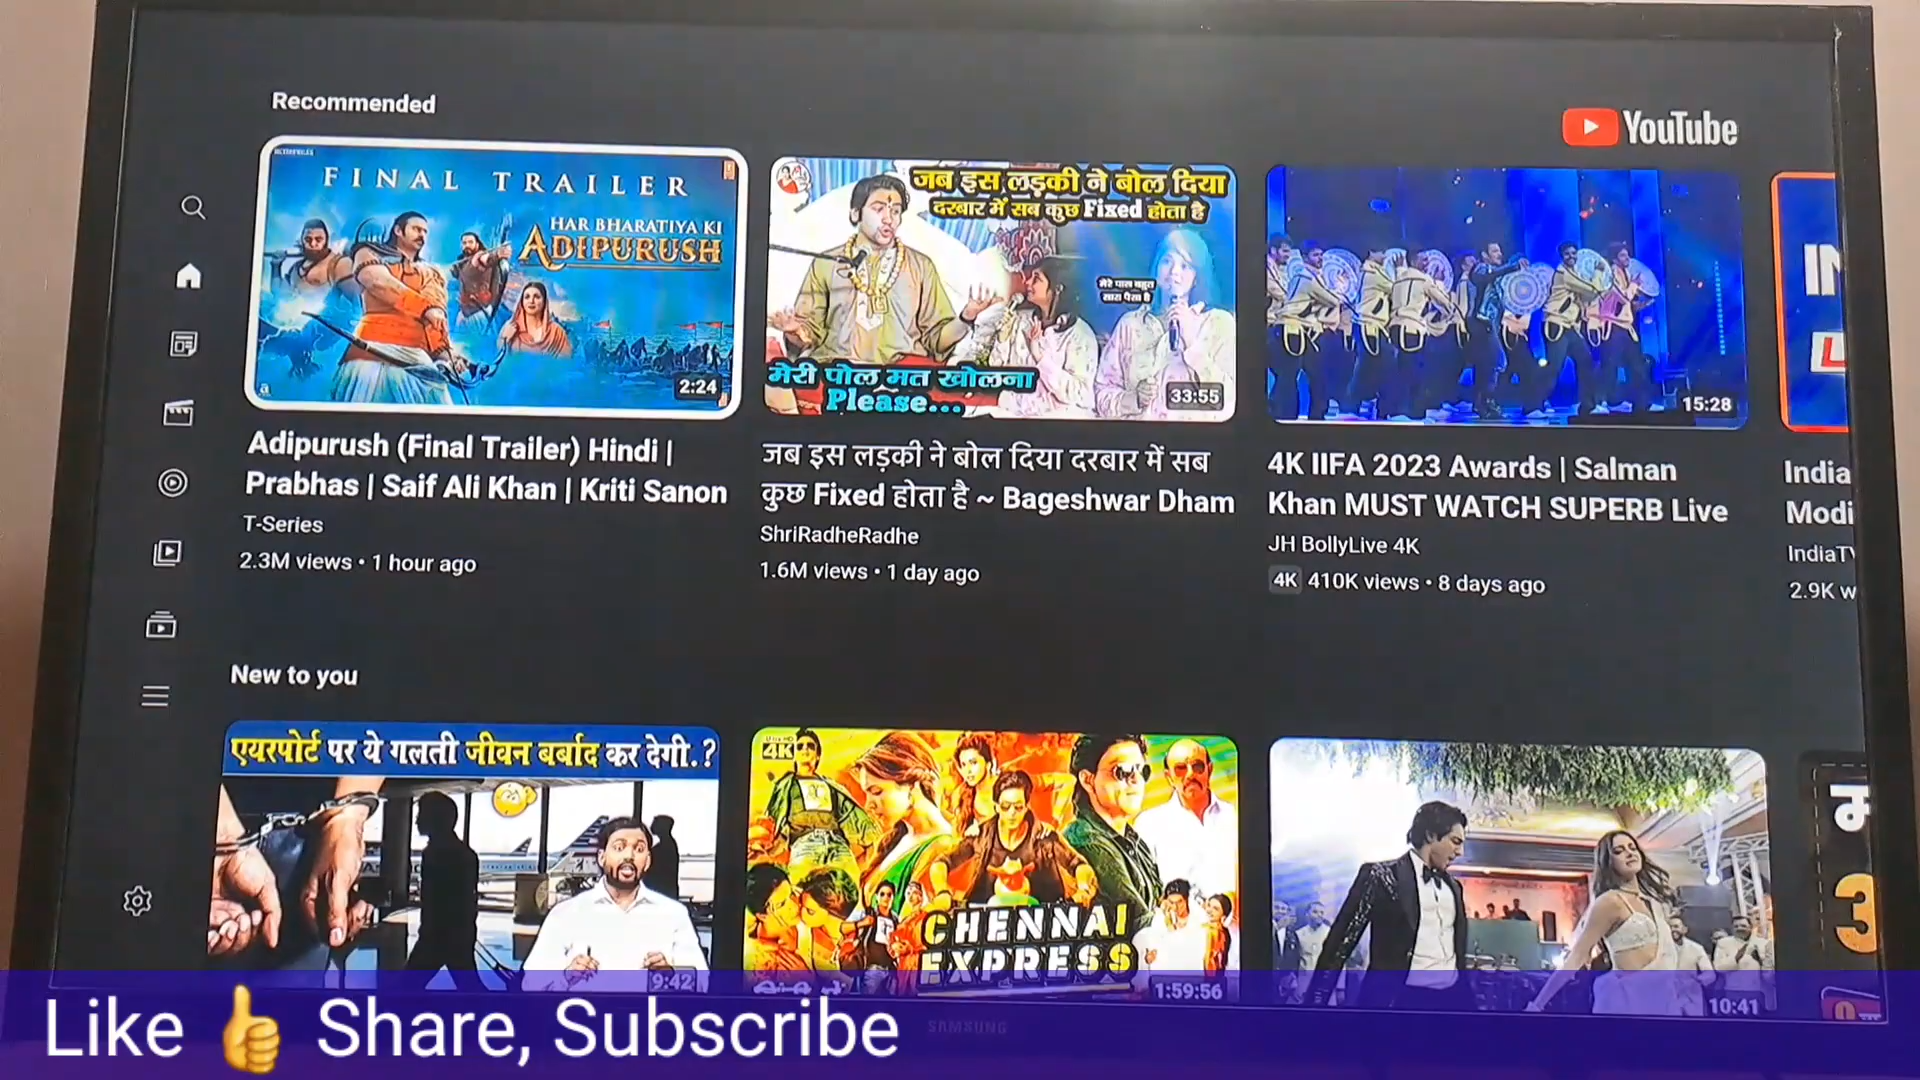 Recommended
YouTube
FINAL TRAILER
HAR BHARATIYA KI
ADIPURUSH
2:24
Adipurush (Final Trailer) Hindi |
Prabhas | Saif Ali Khan | Kriti Sanon
T-Series
2.3M views • 1 hour ago
जब इस लड़की ने बोल दिया
दरबार में सब कुछ Fixed होता है
मेरे पास बहुत
सारा पैसा है
मेरी पोल मत खोलना
Please...
33:55
जब इस लड़की ने बोल दिया दरबार में सब
कुछ Fixed होता है ~ Bageshwar Dham
ShriRadheRadhe
1.6M views • 1 day ago
15:28
4K IIFA 2023 Awards | Salman
Khan MUST WATCH SUPERB Live
JH BollyLive 4K
4K 410K views • 8 days ago
India
Modi
IndiaTV
2.9K w
New to you
एयरपोर्ट पर ये गलती जीवन बर्बाद कर देगी.?
9:42
4K
CHENNAI
EXPRESS
1:59:56
10:41
SAMSUNG
Like 👍 Share, Subscribe